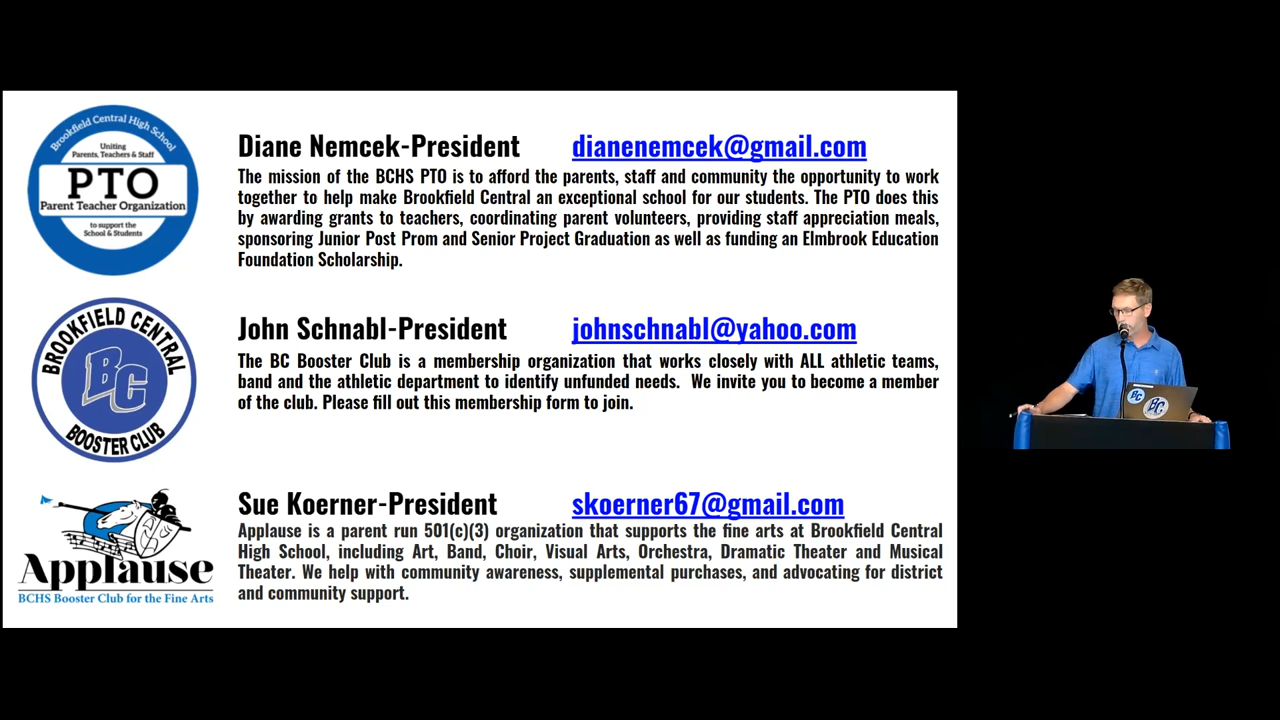 Brookfield Central High School
Uniting
Parents, Teachers & Staff
PTO
Parent Teacher Organization
to support the
School & Students
Diane Nemcek-President dianenemcek@gmail.com
The mission of the BCHS PTO is to afford the parents, staff and community the opportunity to work
together to help make Brookfield Central an exceptional school for our students. The PTO does this
by awarding grants to teachers, coordinating parent volunteers, providing staff appreciation meals,
sponsoring Junior Post Prom and Senior Project Graduation as well as funding an Elmbrook Education
Foundation Scholarship.
BROOKFIELD CENTRAL
BC
BOOSTER CLUB
John Schnabl-President johnschnabl@yahoo.com
The BC Booster Club is a membership organization that works closely with ALL athletic teams,
band and the athletic department to identify unfunded needs. We invite you to become a member
of the club. Please fill out this membership form to join.
Applause
BCHS Booster Club for the Fine Arts
Sue Koerner-President skoerner67@gmail.com
Applause is a parent run 501(c)(3) organization that supports the fine arts at Brookfield Central
High School, including Art, Band, Choir, Visual Arts, Orchestra, Dramatic Theater and Musical
Theater. We help with community awareness, supplemental purchases, and advocating for district
and community support.
BC
BC